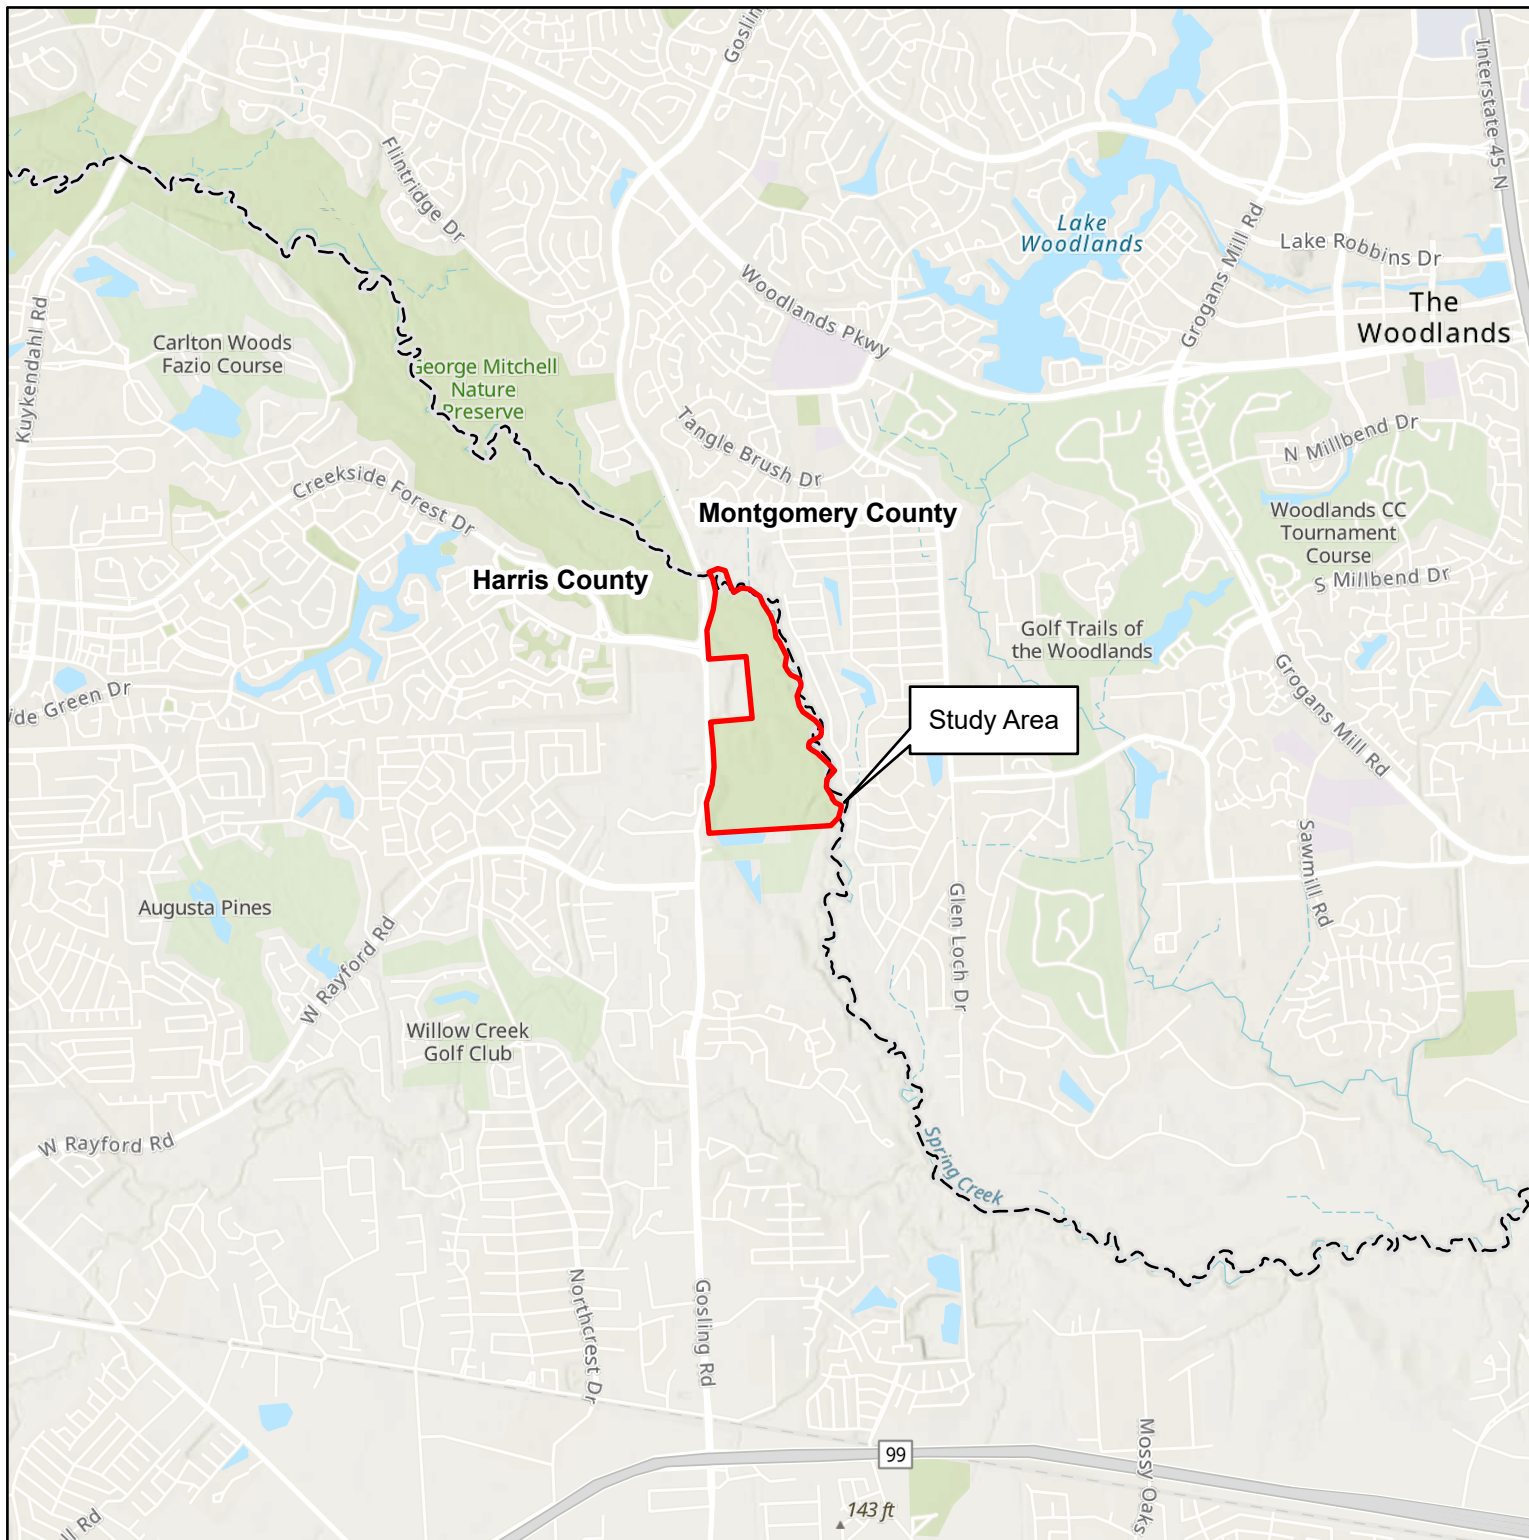 Gosling
Interstate 45 N
Flintridge Dr
Lake
Woodlands
Grogans Mill Rd
Lake Robbins Dr
The
Woodlands
Woodlands Pkwy
Kuykendahl Rd
Carlton Woods
Fazio Course
George Mitchell
Nature
Preserve
Tangle Brush Dr
N Millbend Dr
Creekside Forest Dr
Montgomery County
Woodlands CC
Tournament
Course
S Millbend Dr
Harris County
Golf Trails of
the Woodlands
Grogans Mill Rd
Study Area
Augusta Pines
W Rayford Rd
Glen Loch Dr
Sawmill Rd
Willow Creek
Golf Club
W Rayford Rd
Spring Creek
Northcrest Dr
Gosling Rd
99
Mossy Oaks
143 ft